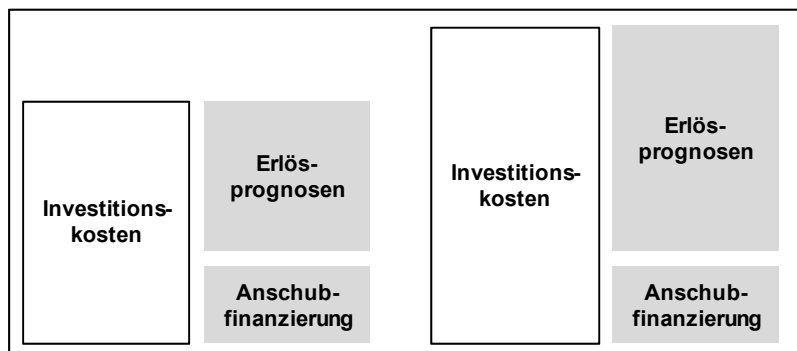 Investitions-
kosten
Erlös-
prognosen
Anschub-
finanzierung
Investitions-
kosten
Erlös-
prognosen
Anschub-
finanzierung